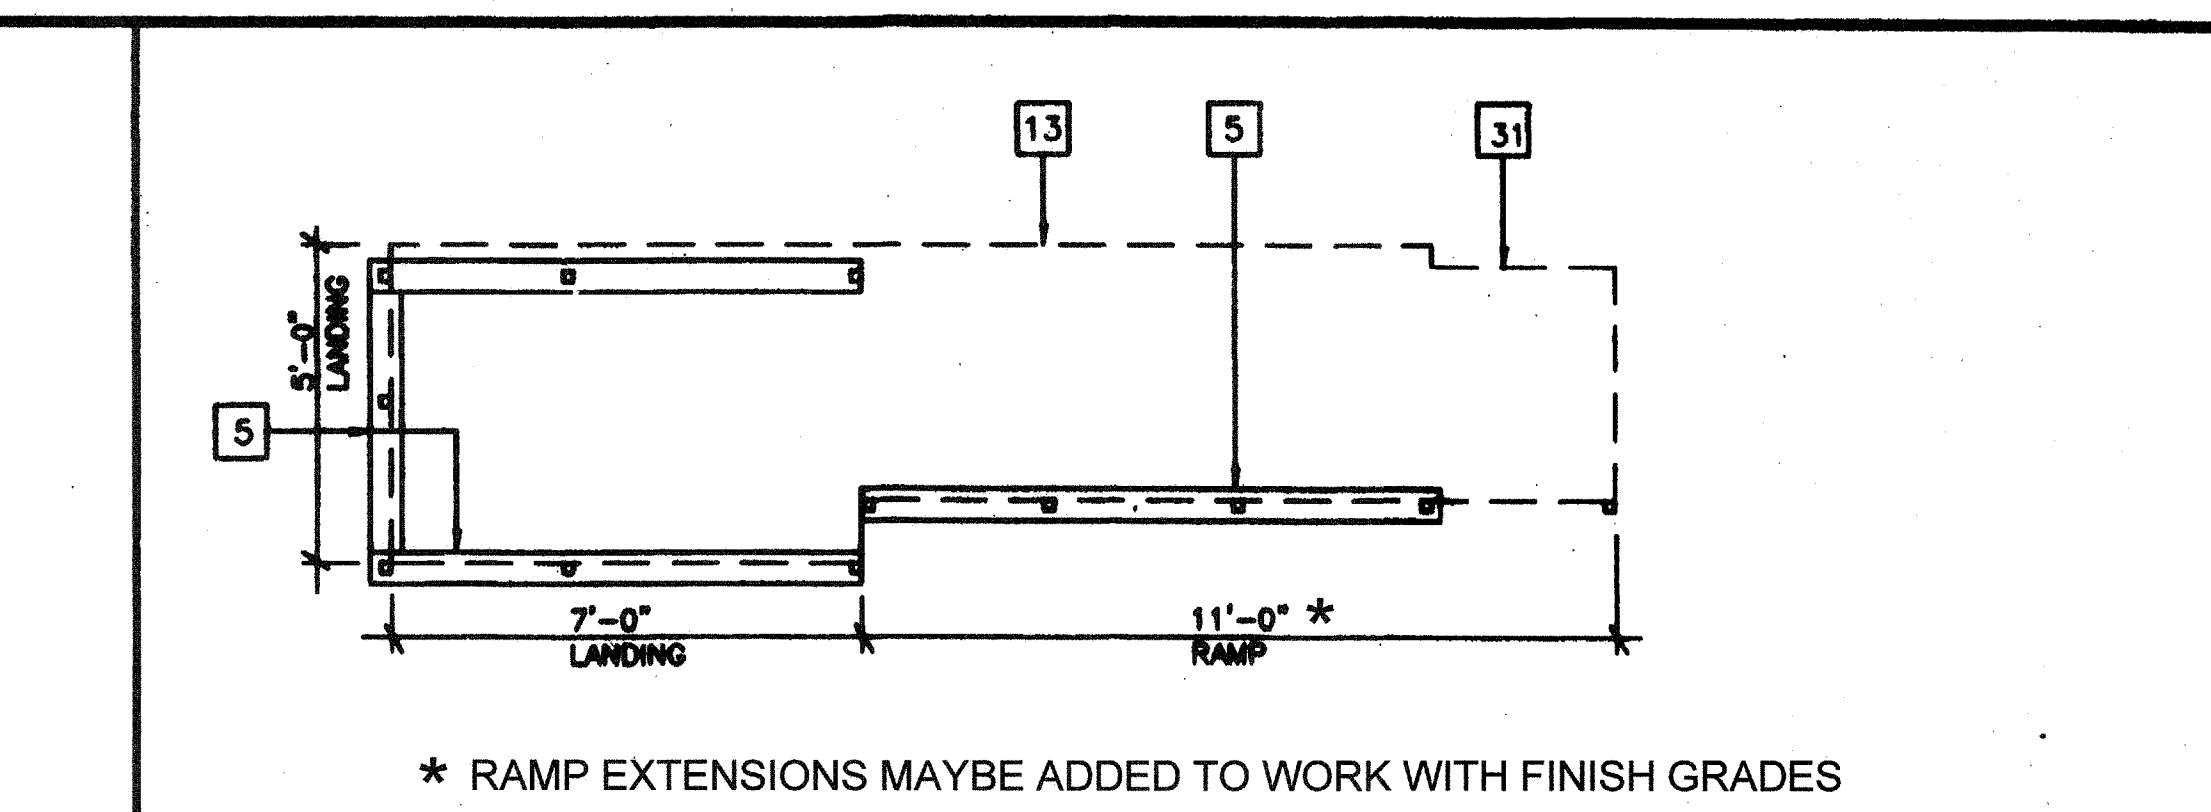 13
5
31
5'-0"
LANDING
5
7'-0"
LANDING
11'-0" *
RAMP
* RAMP EXTENSIONS MAYBE ADDED TO WORK WITH FINISH GRADES